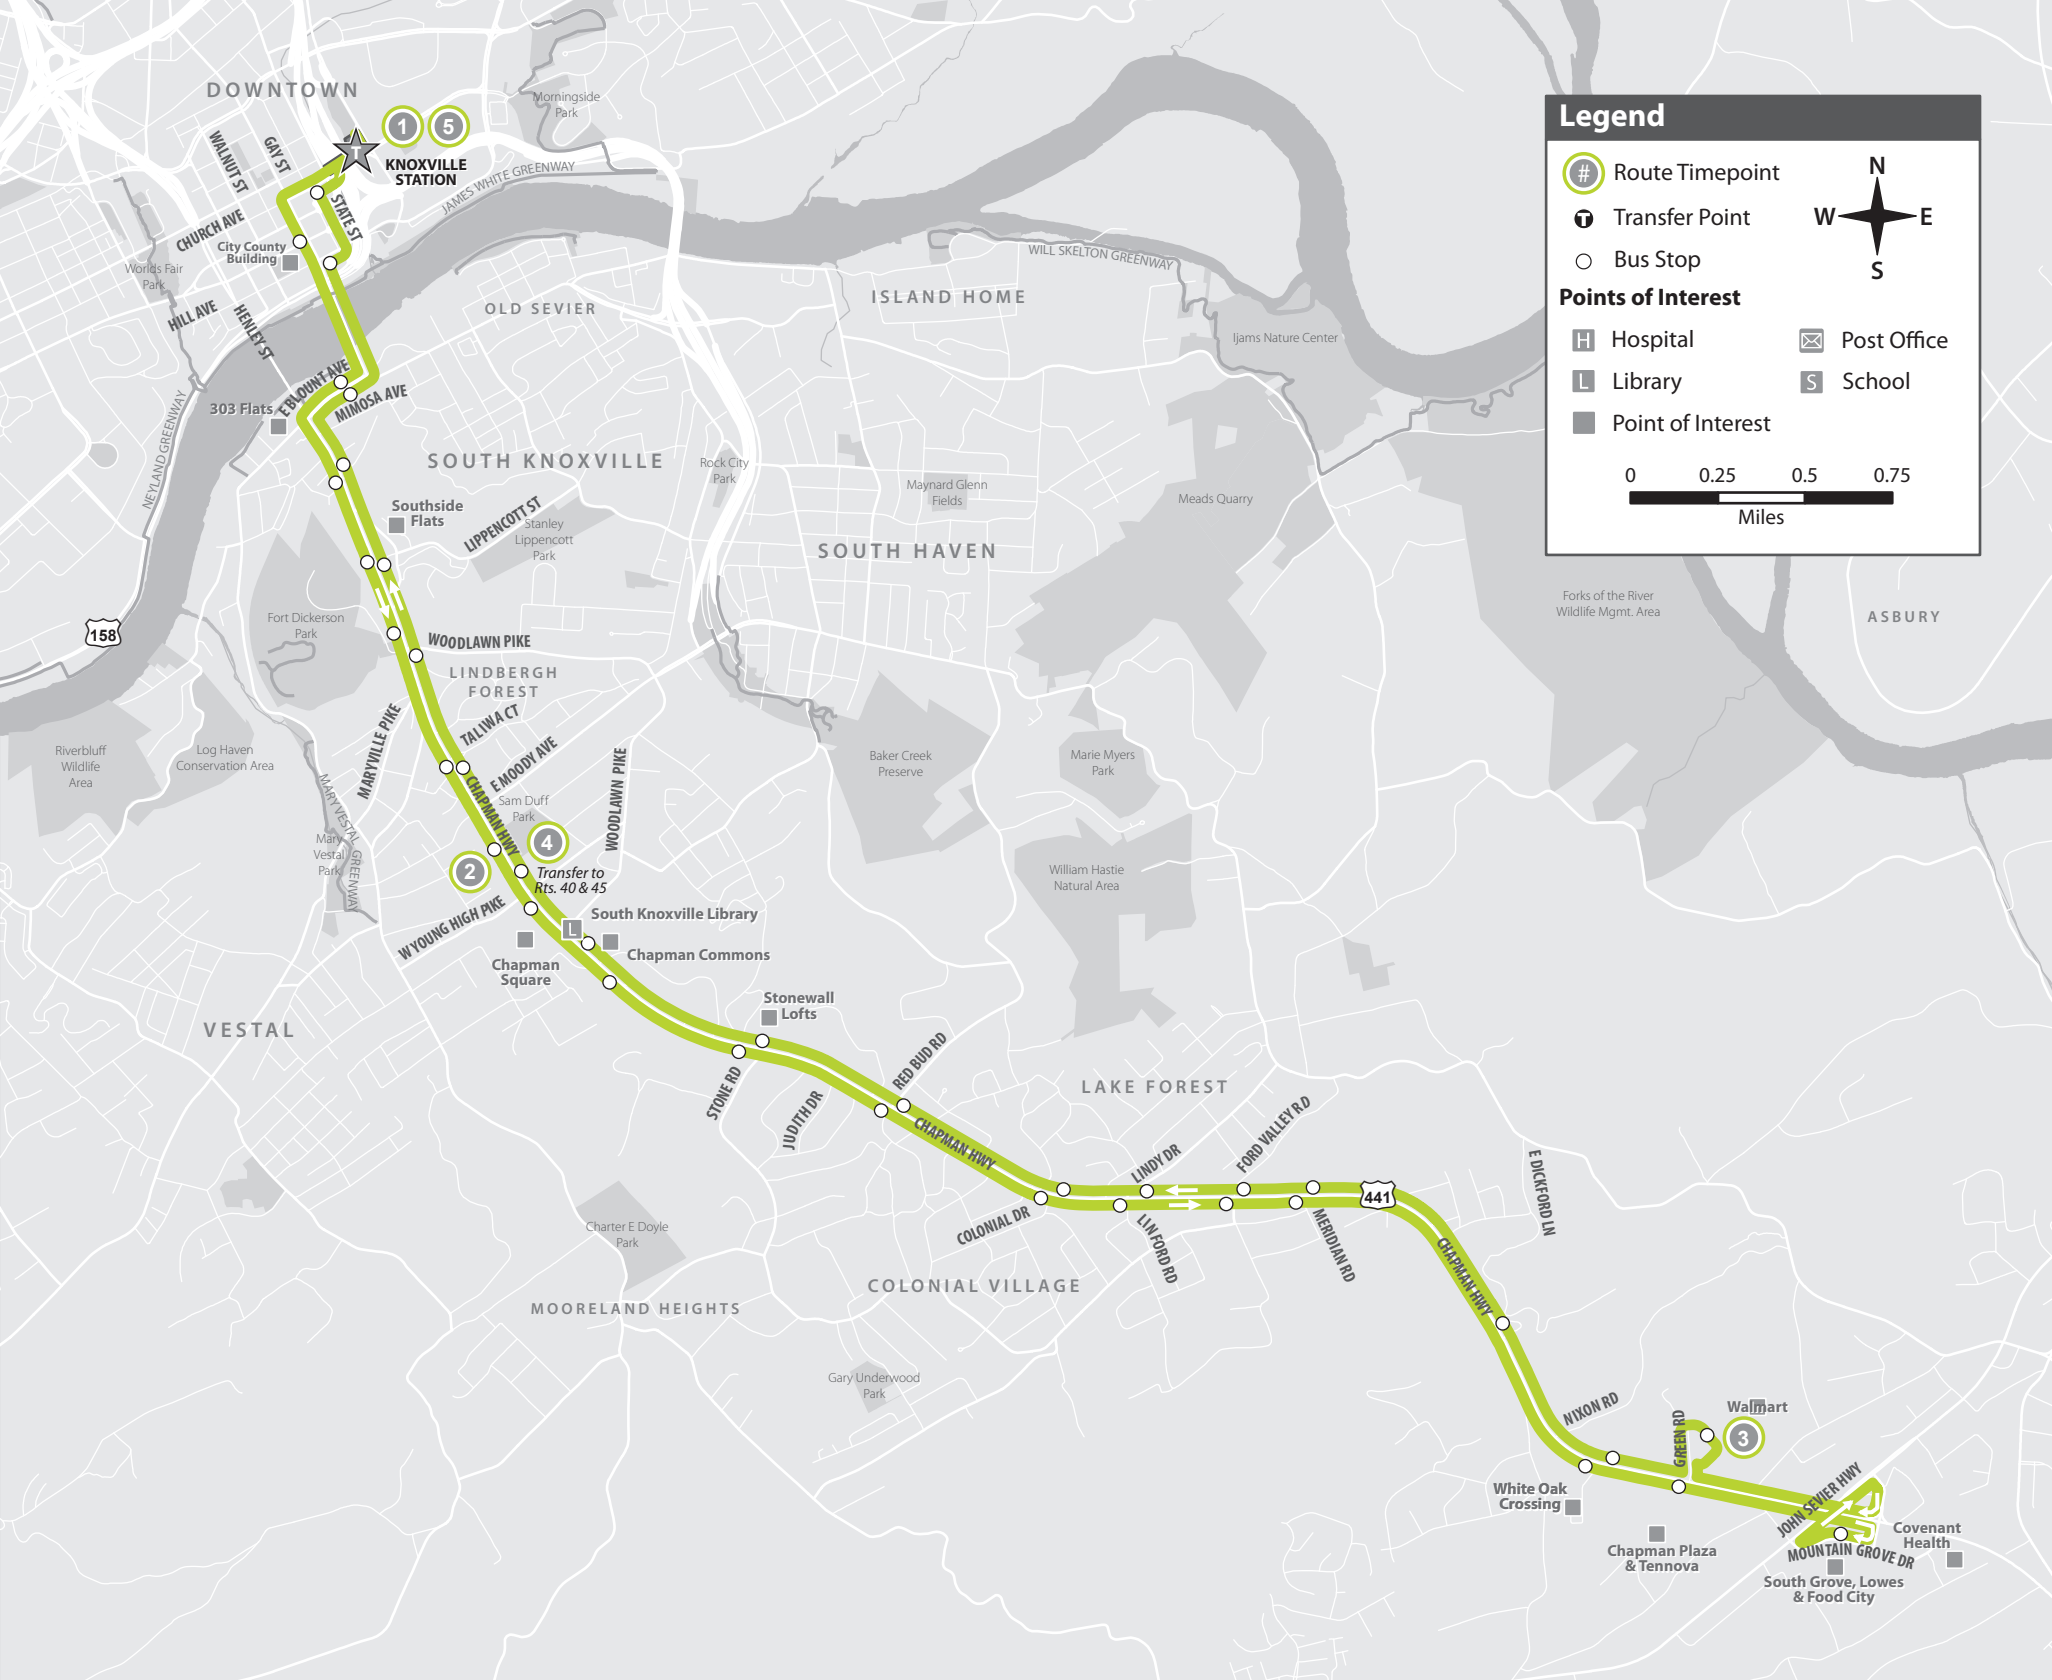 DOWNTOWN
1
5
KNOXVILLE
STATION
T
WALNUT ST
GAY ST
STATE ST
CHURCH AVE
City County
Building
Worlds Fair
Park
HILL AVE
HENLEY ST
Morningside
Park
JAMES WHITE GREENWAY
OLD SEVIER
ISLAND HOME
WILL SKELTON GREENWAY
Ijams Nature Center
E BLOUNT AVE
MIMOSA AVE
303 Flats
NEYLAND GREENWAY
SOUTH KNOXVILLE
Rock City
Park
Maynard Glenn
Fields
Meads Quarry
Southside
Flats
LIPPENCOTT ST
Stanley
Lippencott
Park
SOUTH HAVEN
Fort Dickerson
Park
158
WOODLAWN PIKE
LINDBERGH
FOREST
TALIWA CT
MARYVILLE PIKE
E MOODY AVE
WOODLAWN PIKE
CHAPMAN HWY
Riverbluff
Wildlife
Area
Log Haven
Conservation Area
MARY VESTAL GREENWAY
Mary
Vestal
Park
Sam Duff
Park
4
2
Transfer to
Rts. 40 & 45
Baker Creek
Preserve
Marie Myers
Park
William Hastie
Natural Area
W YOUNG HIGH PIKE
L
South Knoxville Library
Chapman Commons
Chapman
Square
Stonewall
Lofts
VESTAL
STONE RD
JUDITH DR
RED BUD RD
CHAPMAN HWY
LAKE FOREST
LINDY DR
FORD VALLEY RD
COLONIAL DR
LINFORD RD
MERIDIAN RD
441
E DICKFORD LN
CHAPMAN HWY
Charter E Doyle
Park
COLONIAL VILLAGE
MOORELAND HEIGHTS
Gary Underwood
Park
NIXON RD
GREEN RD
Walmart
3
White Oak
Crossing
JOHN SEVIER HWY
Chapman Plaza
& Tennova
MOUNTAIN GROVE DR
Covenant
Health
South Grove, Lowes
& Food City
Forks of the River
Wildlife Mgmt. Area
ASBURY
Legend
# Route Timepoint
T Transfer Point
Bus Stop
N
W E
S
Points of Interest
H Hospital
Post Office
L Library
S School
Point of Interest
0 0.25 0.5 0.75
Miles